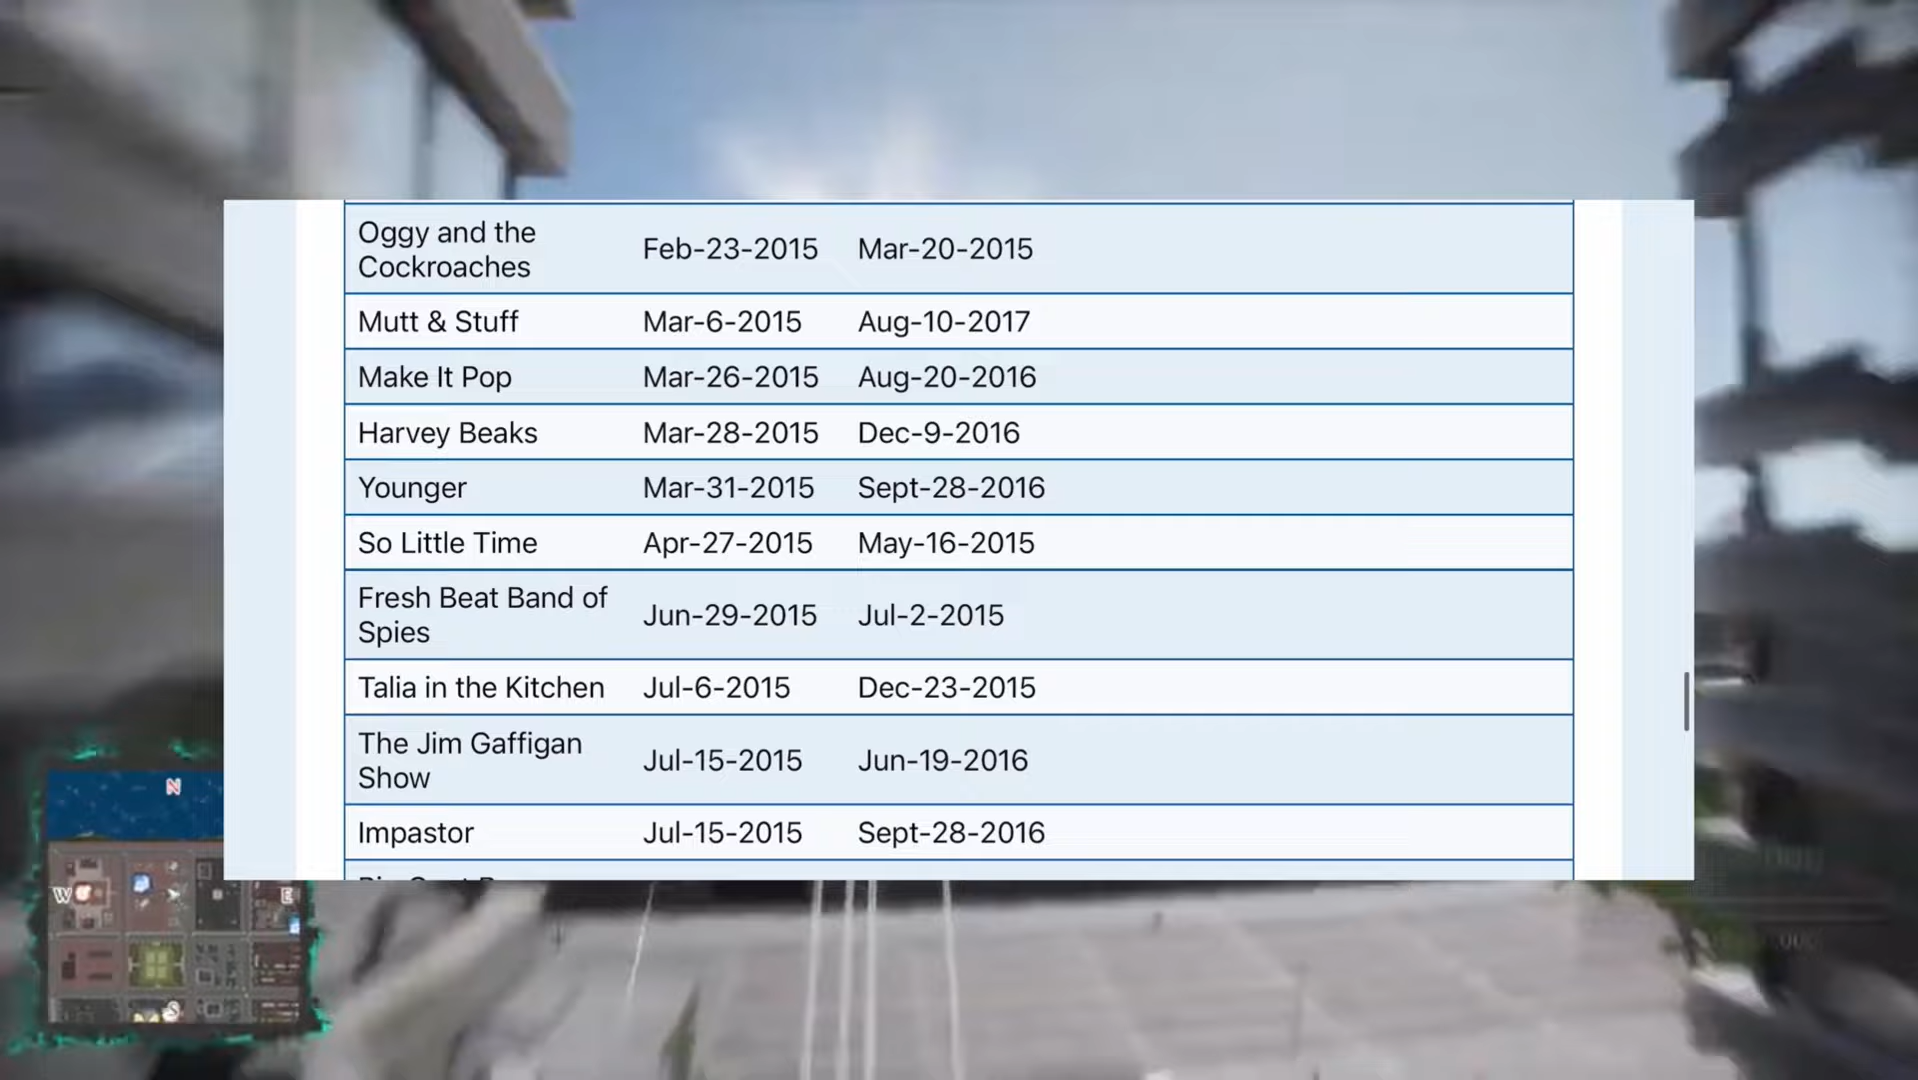 Oggy and the
Cockroaches
Feb-23-2015 Mar-20-2015
Mutt & Stuff Mar-6-2015 Aug-10-2017
Make It Pop Mar-26-2015 Aug-20-2016
Harvey Beaks Mar-28-2015 Dec-9-2016
Younger Mar-31-2015 Sept-28-2016
So Little Time Apr-27-2015 May-16-2015
Fresh Beat Band of
Spies
Jun-29-2015 Jul-2-2015
Talia in the Kitchen Jul-6-2015 Dec-23-2015
The Jim Gaffigan
Show
Jul-15-2015 Jun-19-2016
Impastor Jul-15-2015 Sept-28-2016
N
W
E
S